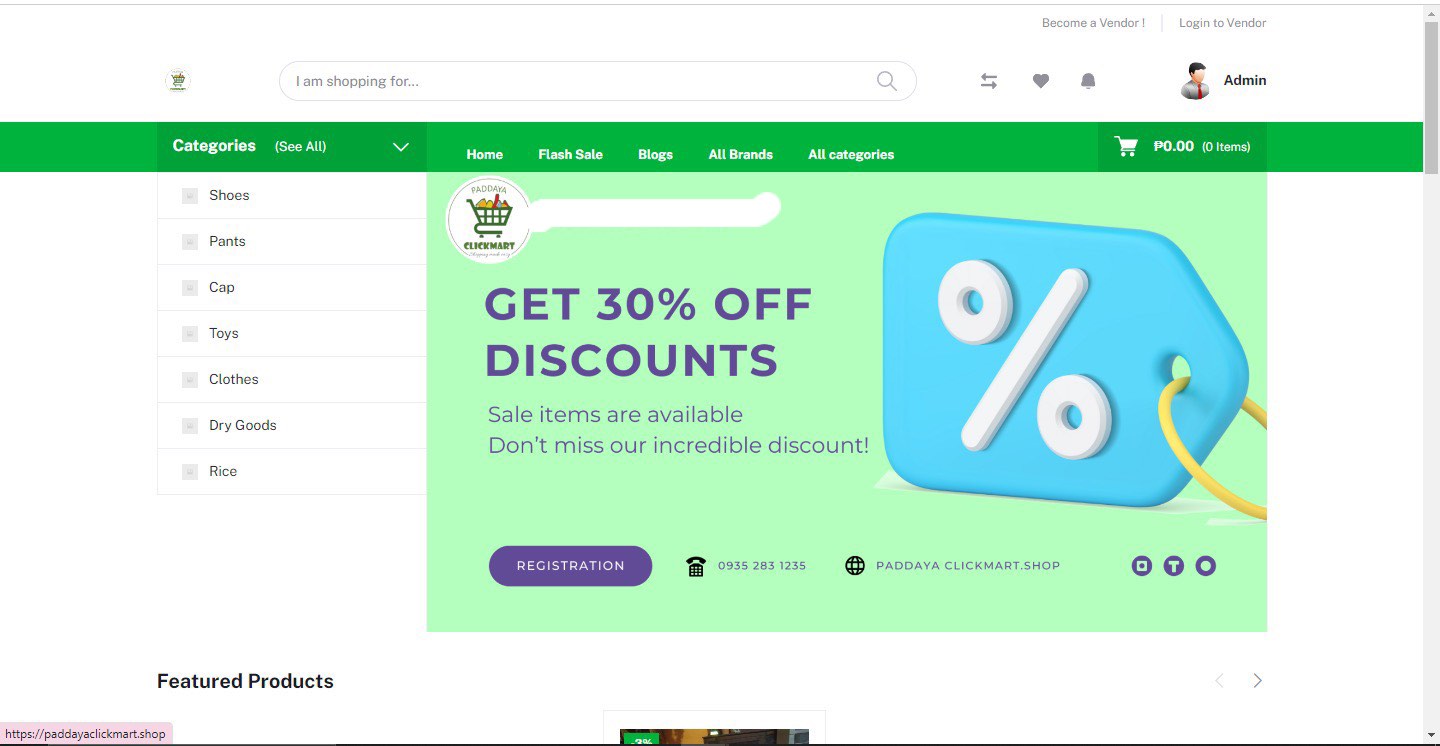 Become a Vendor !
Login to Vendor
I am shopping for...
Admin
Categories (See All)
Home
Flash Sale
Blogs
All Brands
All categories
₱0.00 (0 Items)
Shoes
Pants
Cap
Toys
Clothes
Dry Goods
Rice
PADDAYA
CLICKMART
Shopping made easy
GET 30% OFF
DISCOUNTS
Sale items are available
Don't miss our incredible discount!
REGISTRATION
0935 283 1235
PADDAYA CLICKMART.SHOP
Featured Products
-3%
https://paddayaclickmart.shop